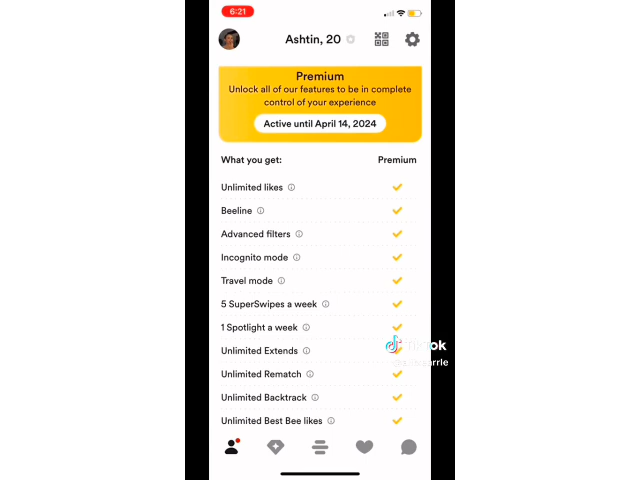 6:21
Ashtin, 20
Premium
Unlock all of our features to be in complete
control of your experience
Active until April 14, 2024
What you get: Premium
Unlimited likes
Beeline
Advanced filters
Incognito mode
Travel mode
5 SuperSwipes a week
1 Spotlight a week
Unlimited Extends
Unlimited Rematch
Unlimited Backtrack
Unlimited Best Bee likes